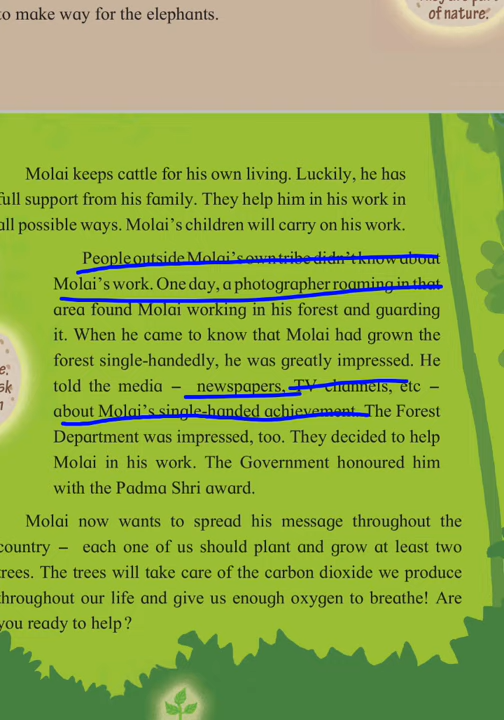 to make way for the elephants.
of nature.
Molai keeps cattle for his own living. Luckily, he has
full support from his family. They help him in his work in
all possible ways. Molai's children will carry on his work.
People outside Molai's own tribe didn't know about
Molai's work. One day, a photographer roaming in that
area found Molai working in his forest and guarding
it. When he came to know that Molai had grown the
forest single-handedly, he was greatly impressed. He
told the media – newspapers, TV channels, etc –
about Molai's single-handed achievement. The Forest
Department was impressed, too. They decided to help
Molai in his work. The Government honoured him
with the Padma Shri award.
Molai now wants to spread his message throughout the
country – each one of us should plant and grow at least two
trees. The trees will take care of the carbon dioxide we produce
throughout our life and give us enough oxygen to breathe! Are
you ready to help?